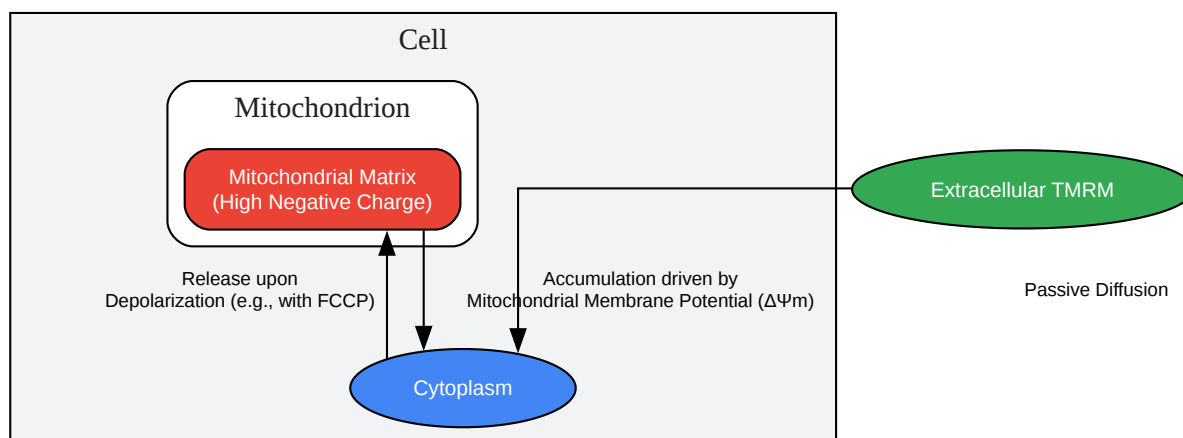 Cell
Mitochondrion
Mitochondrial Matrix
(High Negative Charge)
Extracellular TMRM
Release upon
Depolarization (e.g., with FCCP)
Accumulation driven by
Mitochondrial Membrane Potential (ΔΨm)
Passive Diffusion
Cytoplasm